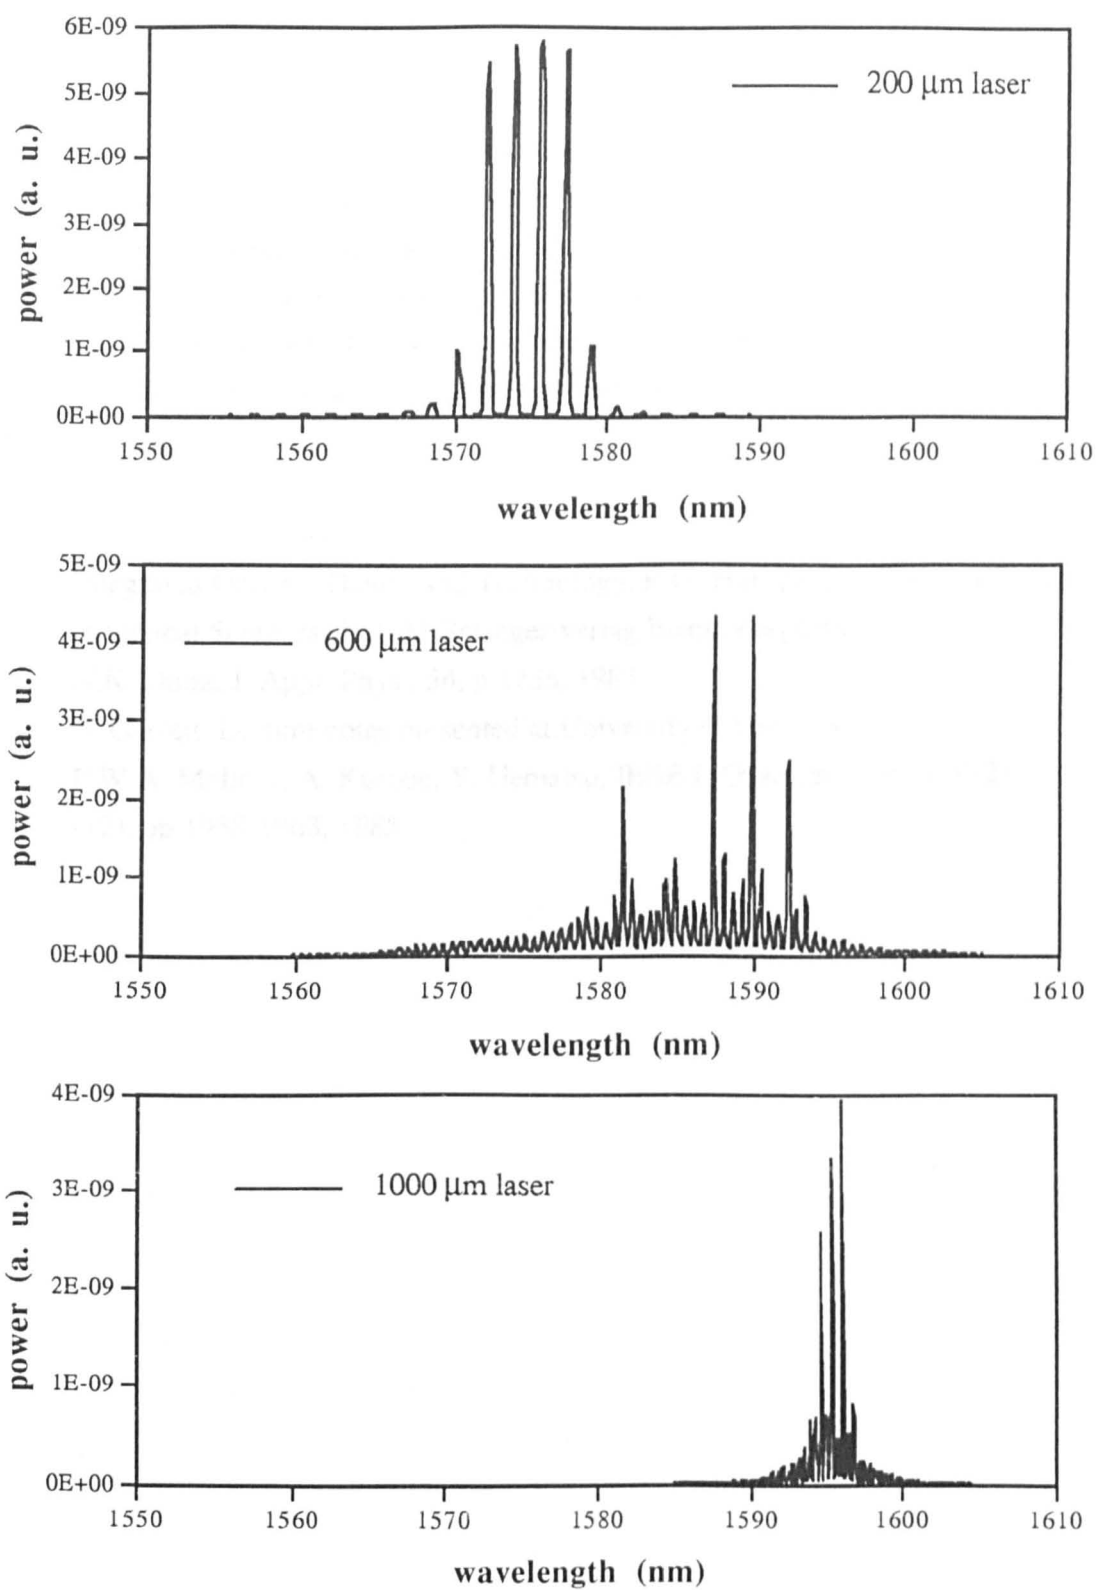 6E-09
200 µm laser
5E-09
4E-09
3E-09
2E-09
1E-09
0E+00
power (a. u.)
1550 1560 1570 1580 1590 1600 1610
wavelength (nm)
5E-09
600 µm laser
4E-09
3E-09
2E-09
1E-09
0E+00
power (a. u.)
1550 1560 1570 1580 1590 1600 1610
wavelength (nm)
4E-09
1000 µm laser
3E-09
2E-09
1E-09
0E+00
power (a. u.)
1550 1560 1570 1580 1590 1600 1610
wavelength (nm)